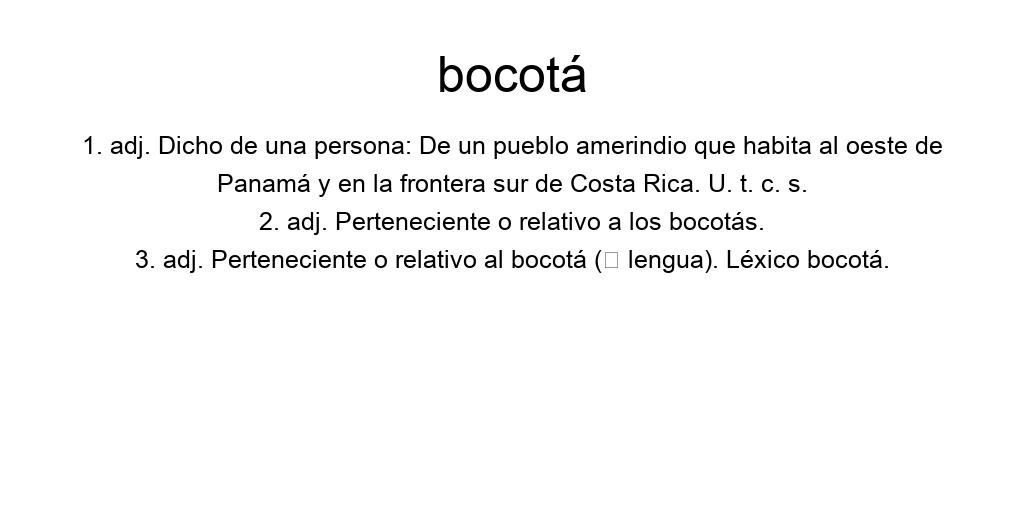 bocotá
1. adj. Dicho de una persona: De un pueblo amerindio que habita al oeste de
Panamá y en la frontera sur de Costa Rica. U. t. c. s.
2. adj. Perteneciente o relativo a los bocotás.
3. adj. Perteneciente o relativo al bocotá (□ lengua). Léxico bocotá.